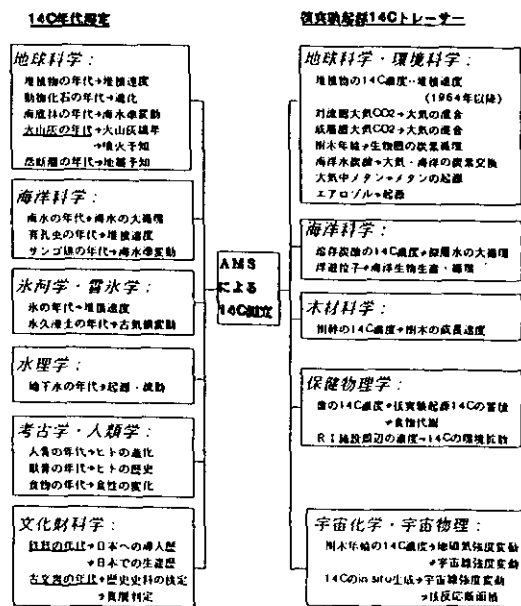 14C年代測定
地球科学:
堆積物の年代→堆積速度
動物化石の年代→進化
海底林の年代→海水準変動
火山灰の年代→火山灰編年
→噴火予知
活断層の年代→地震予知
海洋科学:
海水の年代→海水の大循環
有孔虫の年代→堆積速度
サンゴ礁の年代→海水準変動
氷河学・雪氷学:
氷の年代→堆積速度
永久凍土の年代→古気候変動
水理学:
地下水の年代→起源・流動
考古学・人類学:
人骨の年代→ヒトの進化
獣骨の年代→ヒトの歴史
食物の年代→食性の変化
文化財科学:
鉄器の年代→日本への導入歴
→日本での生産歴
古文書の年代→歴史史料の検定
→真贋判定
AMS
による
14C測定
核実験起源14Cトレーサー
地球科学・環境科学:
堆積物の14C濃度→堆積速度
(1964年以降)
対流圏大気CO2→大気の混合
成層圏大気CO2→大気の混合
樹木年輪→生物圏の炭素循環
海洋水炭酸→大気・海洋の炭素交換
大気中メタン→メタンの起源
エアロゾル→起源
海洋科学:
溶存炭酸の14C濃度→深層水の大循環
浮遊粒子→海洋生物生産・循環
木材科学:
樹幹の14C濃度→樹木の成長速度
保健物理学:
歯の14C濃度→核実験起源14Cの蓄積
→食物代謝
RI施設周辺の濃度→14Cの環境拡散
宇宙化学・宇宙物理:
樹木年輪の14C濃度→地磁気強度変動
→宇宙線強度変動
14Cのin situ生成→宇宙線強度変動
→核反応断面積